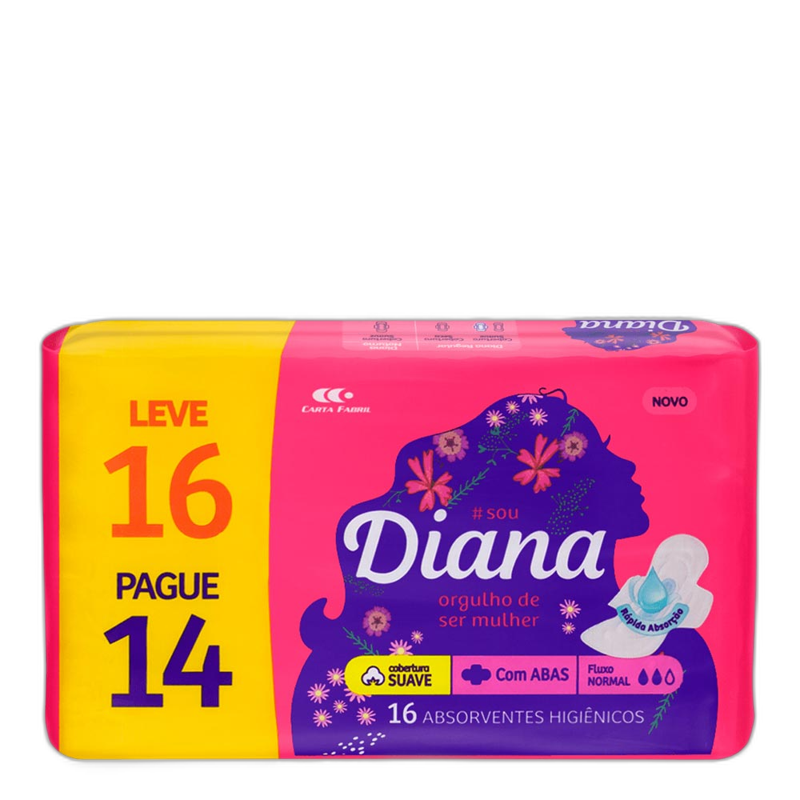 Diana
LEVE
16
PAGUE
14
CARTA FABRIL
NOVO
#sou
Diana
orgulho de
ser mulher
Rápida Absorção
cobertura
SUAVE
Com ABAS
Fluxo
NORMAL
16 ABSORVENTES HIGIÊNICOS